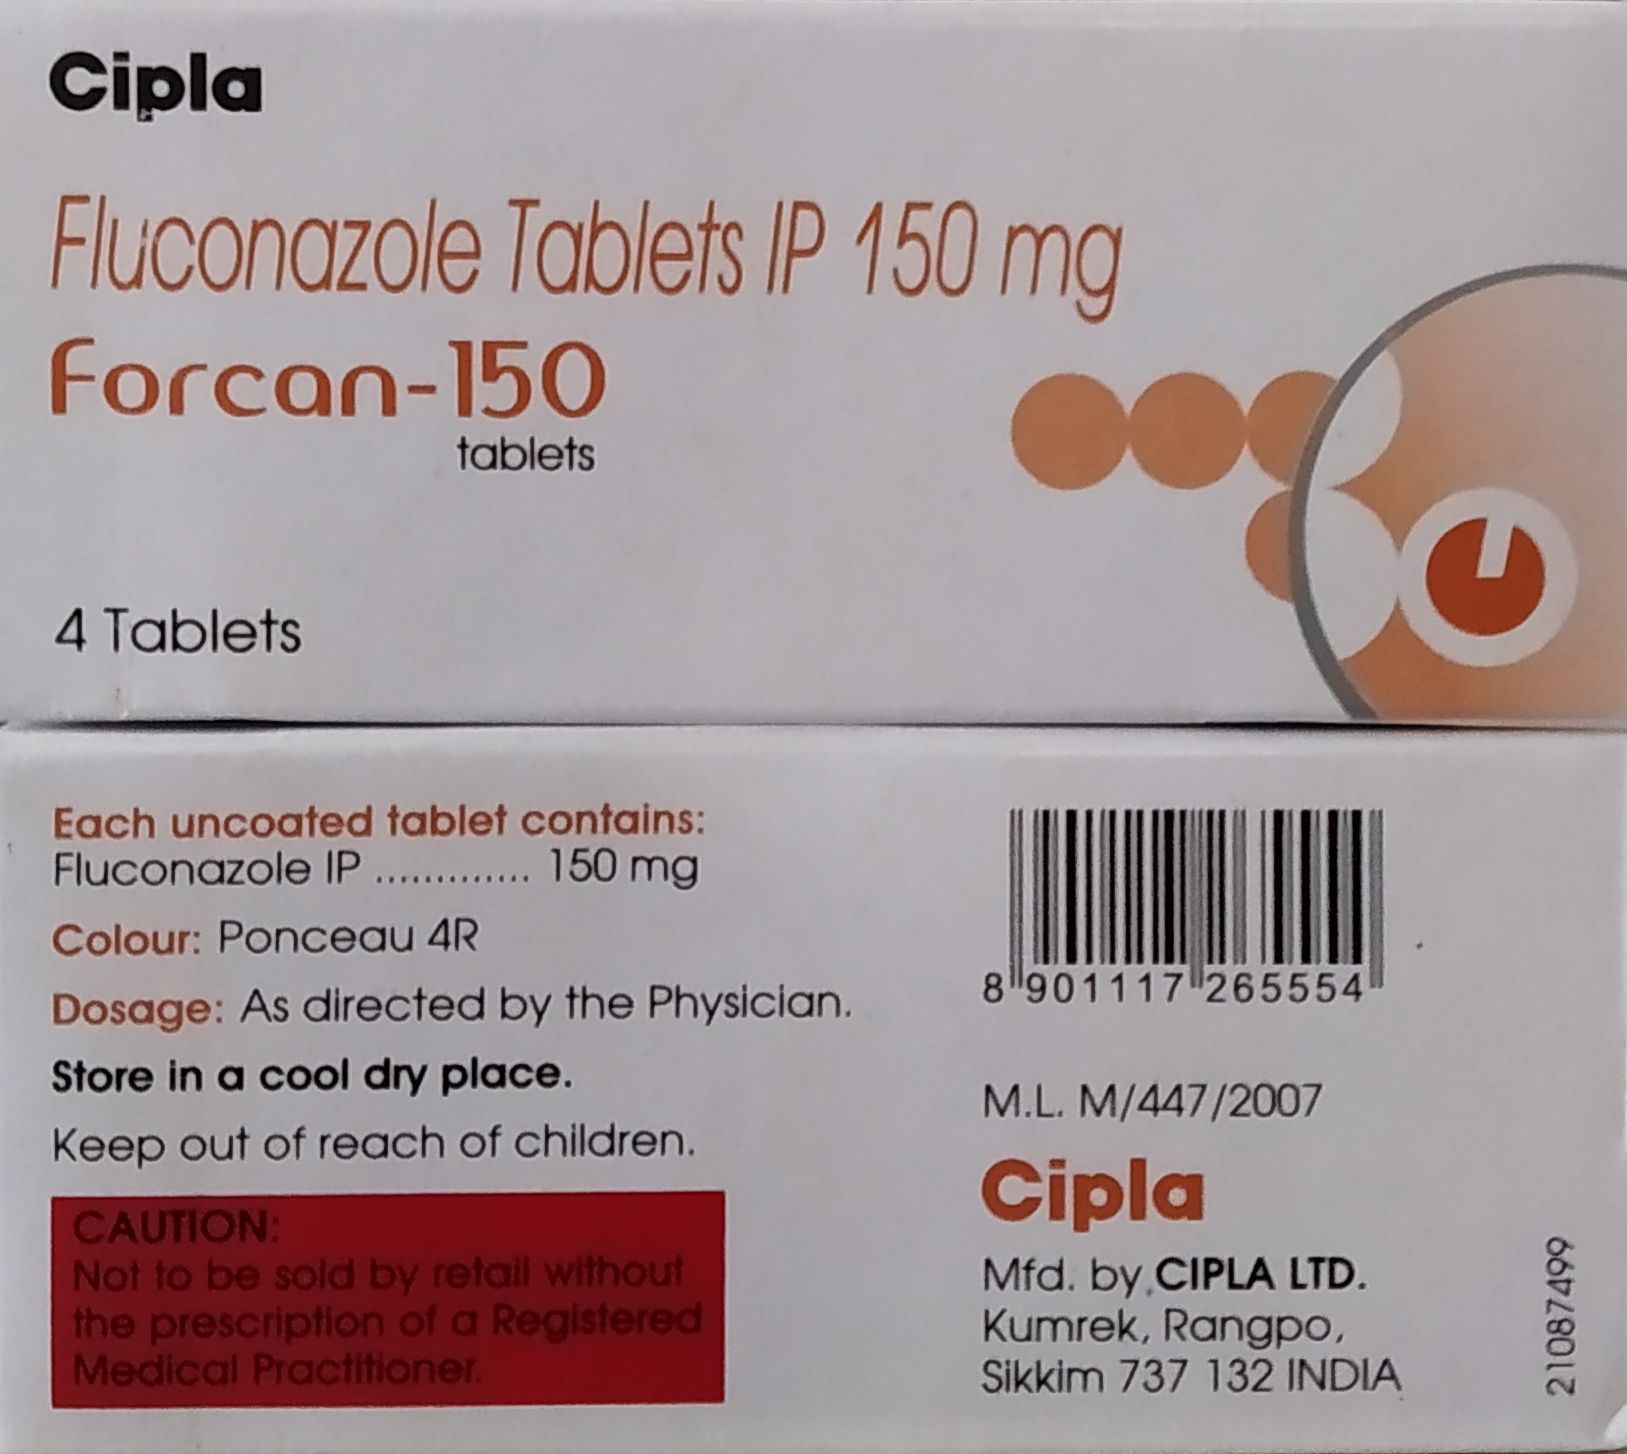 Cipla
Fluconazole Tablets IP 150 mg
Forcan-150
tablets
4 Tablets
Each uncoated tablet contains:
Fluconazole IP ............. 150 mg
Colour: Ponceau 4R
Dosage: As directed by the Physician.
Store in a cool dry place.
Keep out of reach of children.
CAUTION:
Not to be sold by retail without
the prescription of a Registered
Medical Practitioner.
8 901117 265554
M.L. M/447/2007
Cipla
Mfd. by CIPLA LTD.
Kumrek, Rangpo,
Sikkim 737 132 INDIA
21087499